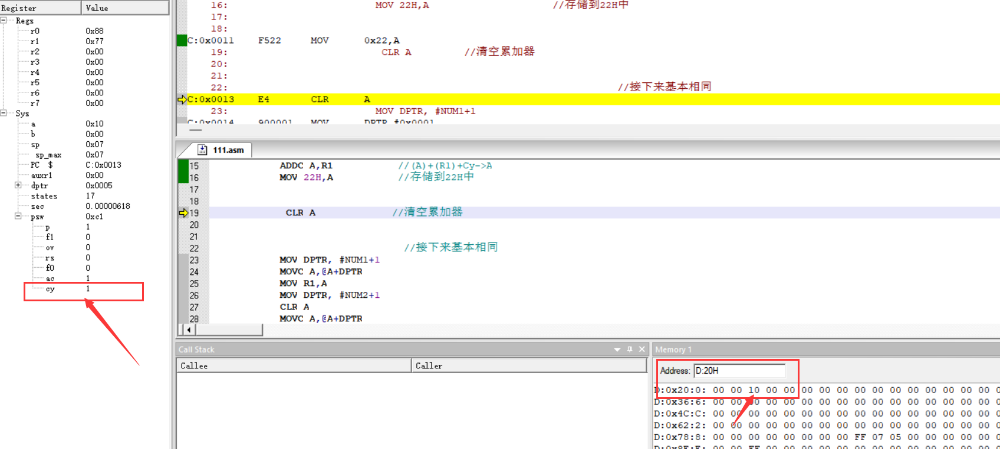 Register Value
Regs
r0 0x88
r1 0x77
r2 0x00
r3 0x00
r4 0x00
r5 0x00
r6 0x00
r7 0x00
Sys
a 0x10
b 0x00
sp 0x07
sp_max 0x07
PC $ C:0x0013
auxr1 0x00
dptr 0x0005
states 17
sec 0.00000618
psw 0xc1
p 1
f1 0
ov 0
rs 0
f0 0
ac 1
cy 1
16: MOV 22H,A //存储到22H中
17:
18:
C:0x0011 F522 MOV 0x22,A
19: CLR A //清空累加器
20:
21:
22: //接下来基本相同
C:0x0013 E4 CLR A
23: MOV DPTR, #NUM1+1
C:0x0014 900001 MOV DPTR,#0x0001
111.asm
15 ADDC A,R1 //(A)+(R1)+Cy->A
16 MOV 22H,A //存储到22H中
17
18
19 CLR A //清空累加器
20
21
22 //接下来基本相同
23 MOV DPTR, #NUM1+1
24 MOVC A,@A+DPTR
25 MOV R1,A
26 MOV DPTR, #NUM2+1
27 CLR A
28 MOVC A,@A+DPTR
Call Stack
Callee Caller
Memory 1
Address: D:20H
D:0x20:0: 00 00 10 00 00 00 00 00 00 00 00 00 00 00 00 0
D:0x36:6: 00 00 00 00 00 00 00 00 00 00 00 00 00 00 00 0
D:0x4C:C: 00 00 00 00 00 00 00 00 00 00 00 00 00 00 00 0
D:0x62:2: 00 00 00 00 00 00 00 00 00 00 00 00 00 00 00 0
D:0x78:8: 00 00 00 00 00 00 00 00 FF 07 05 00 00 00 00 0